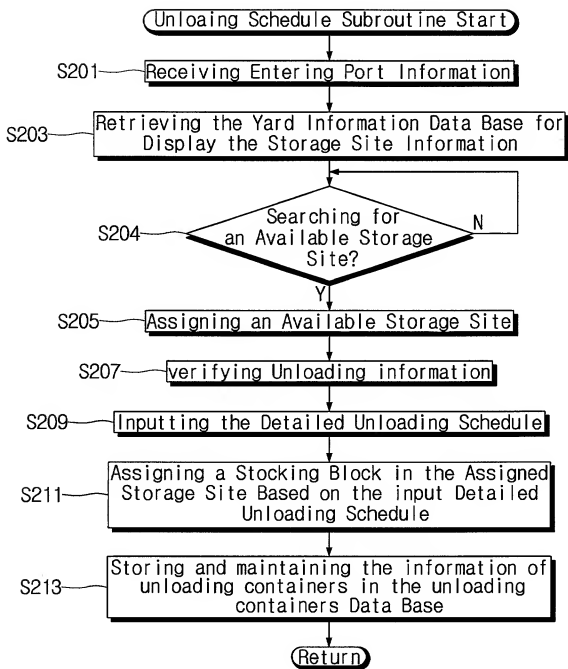 Unloaing Schedule Subroutine Start
S201
Receiving Entering Port Information
S203
Retrieving the Yard Information Data Base for
Display the Storage Site Information
S204
Searching for
an Available Storage
Site?
N
Y
S205
Assigning an Available Storage Site
S207
verifying Unloading information
S209
Inputting the Detailed Unloading Schedule
S211
Assigning a Stocking Block in the Assigned
Storage Site Based on the input Detailed
Unloading Schedule
S213
Storing and maintaining the information of
unloading containers in the unloading
containers Data Base
Return